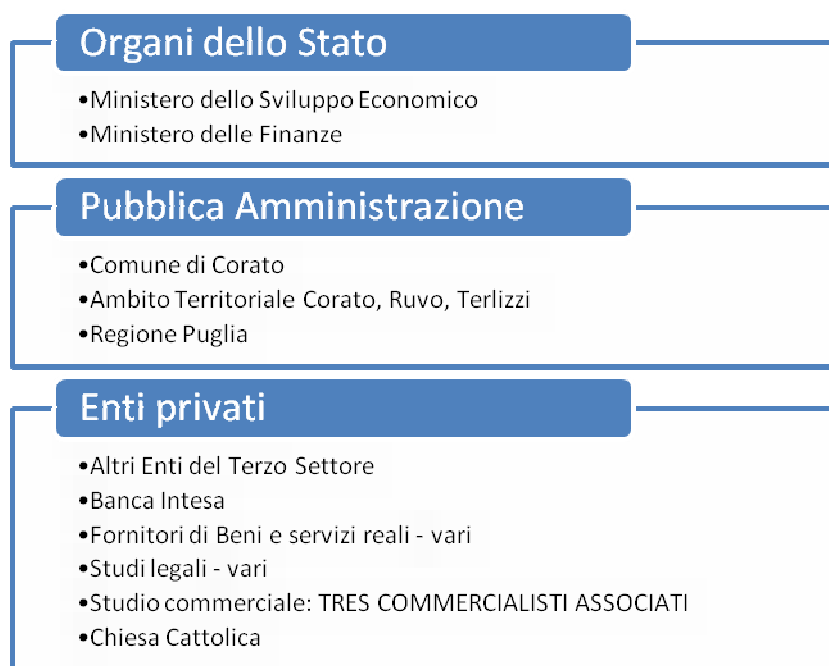 Organi dello Stato
•Ministero dello Sviluppo Economico
•Ministero delle Finanze
Pubblica Amministrazione
•Comune di Corato
•Ambito Territoriale Corato, Ruvo, Terlizzi
•Regione Puglia
Enti privati
•Altri Enti del Terzo Settore
•Banca Intesa
•Fornitori di Beni e servizi reali - vari
•Studi legali - vari
•Studio commerciale: TRES COMMERCIALISTI ASSOCIATI
•Chiesa Cattolica